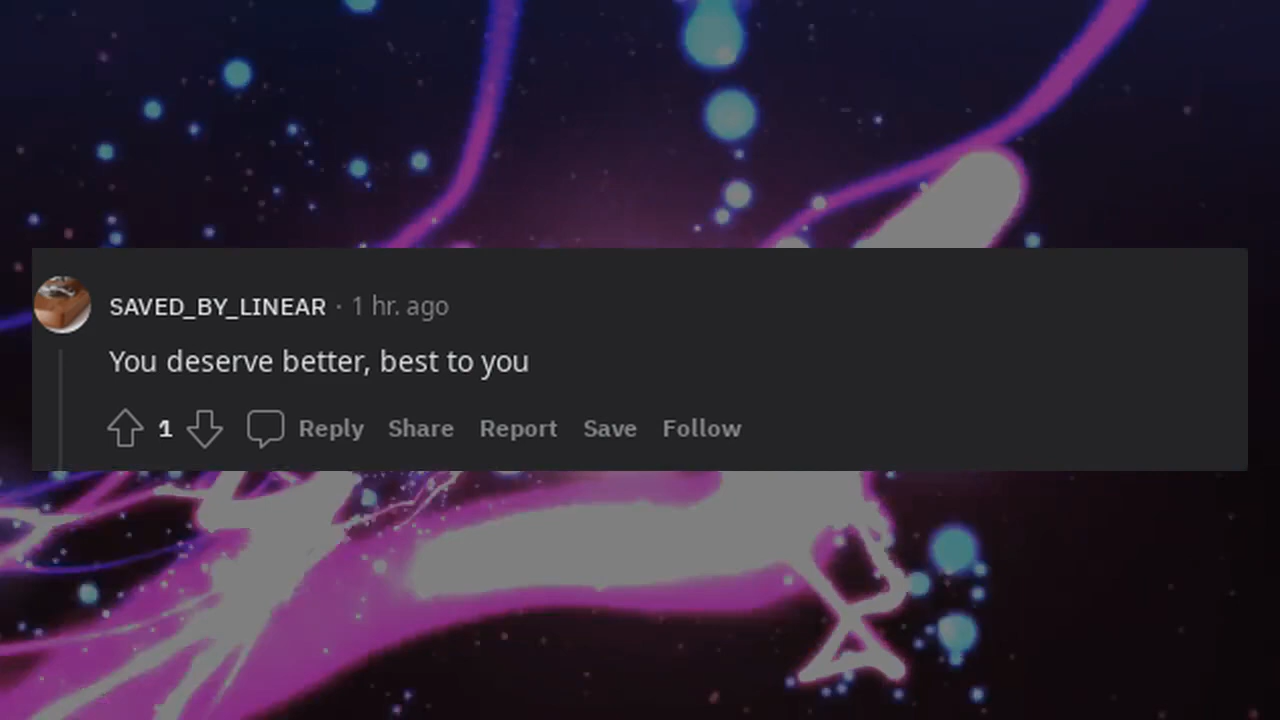 SAVED_BY_LINEAR · 1 hr. ago
You deserve better, best to you
1 Reply Share Report Save Follow